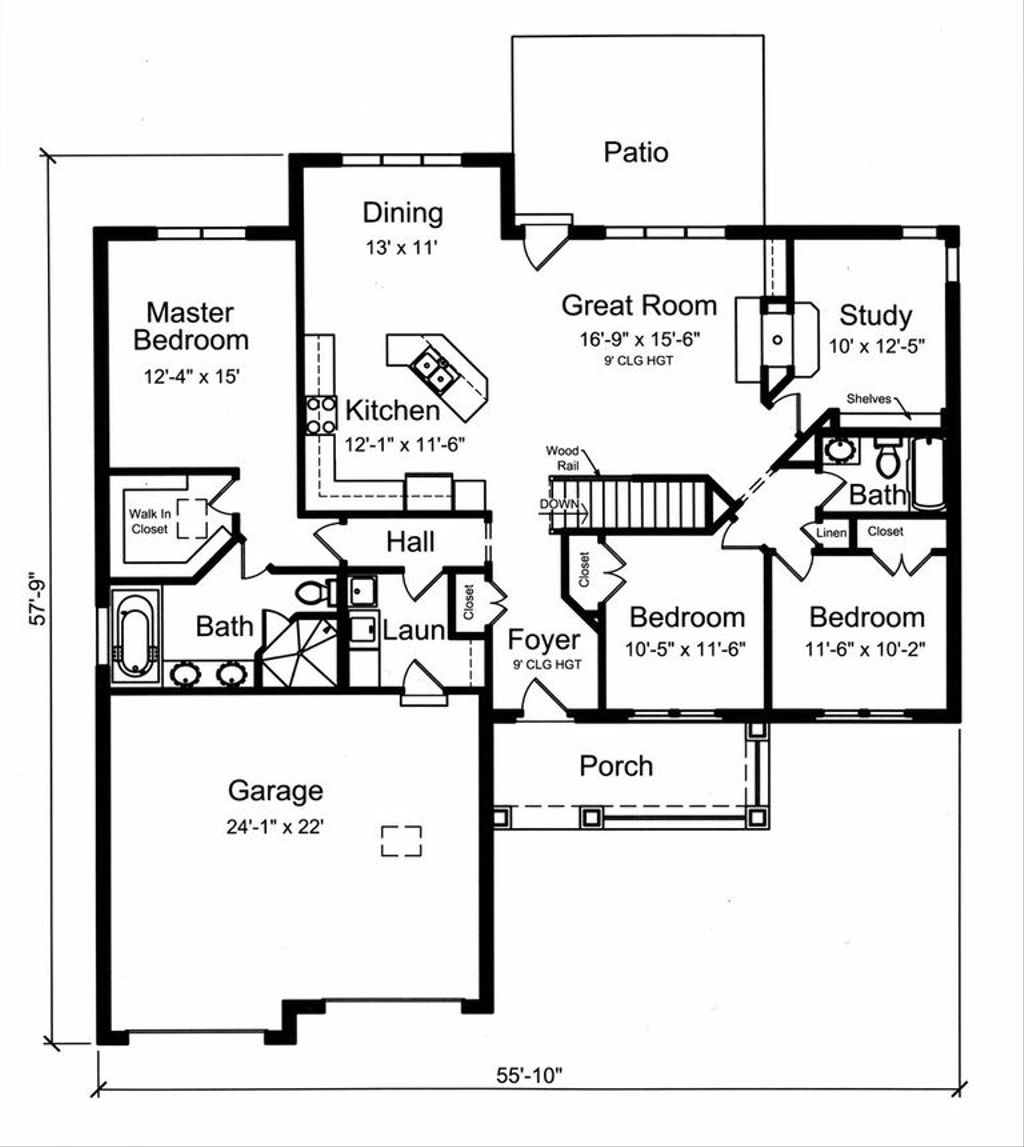 Patio
Dining
13' x 11'
Master
Bedroom
12'-4" x 15'
Great Room
16'-9" x 15'-6"
9' CLG HGT
Study
10' x 12'-5"
Shelves
Kitchen
12'-1" x 11'-6"
Wood
Rail
DOWN
Bath
Walk In
Closet
Hall
Linen
Closet
Closet
Closet
57'-9"
Bath
Laun
Foyer
9' CLG HGT
Bedroom
10'-5" x 11'-6"
Bedroom
11'-6" x 10'-2"
Porch
Garage
24'-1" x 22'
55'-10"